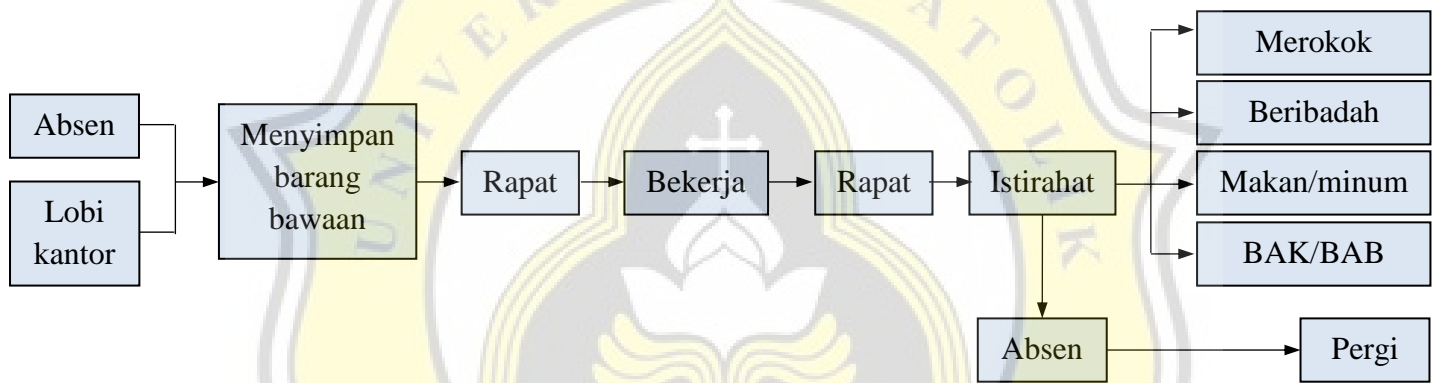 Absen
Lobi
kantor
Menyimpan
barang
bawaan
Rapat
Bekerja
Rapat
Istirahat
Merokok
Beribadah
Makan/minum
BAK/BAB
Absen
Pergi